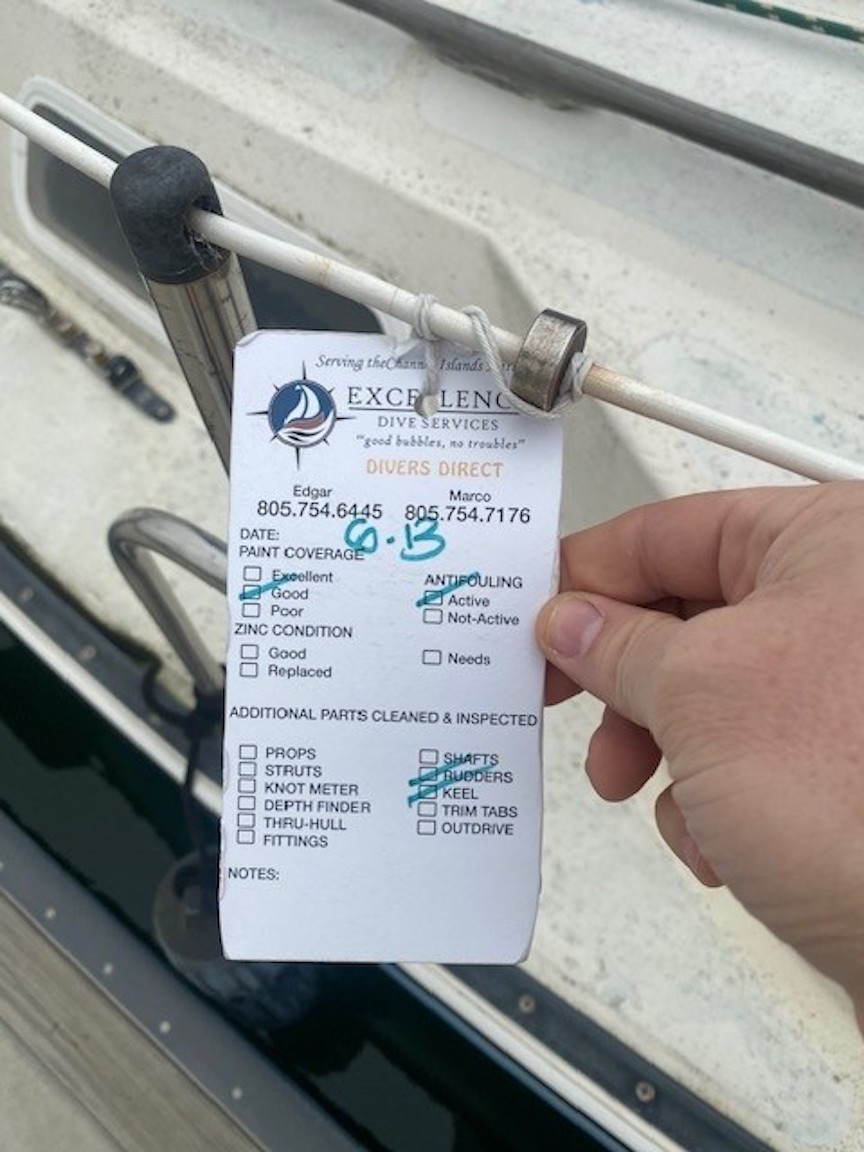 Serving the Channel Islands
EXCELLENC
DIVE SERVICES
"good bubbles, no troubles"
DIVERS DIRECT
Edgar Marco
805.754.6445 805.754.7176
DATE: 6.13
PAINT COVERAGE
Excellent
Good
Poor
ANTIFOULING
Active
Not-Active
ZINC CONDITION
Good
Replaced
Needs
ADDITIONAL PARTS CLEANED & INSPECTED
PROPS
STRUTS
KNOT METER
DEPTH FINDER
THRU-HULL
FITTINGS
SHAFTS
RUDDERS
KEEL
TRIM TABS
OUTDRIVE
NOTES: